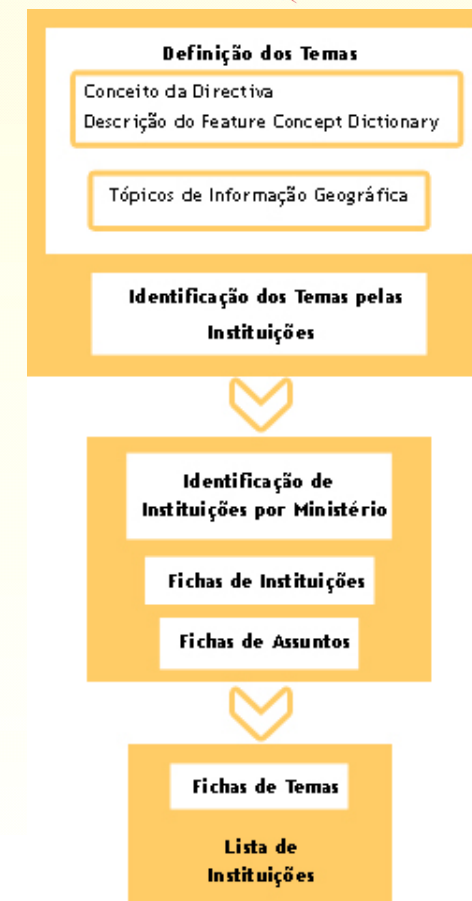 Definição dos Temas
Conceito da Directiva
Descrição do Feature Concept Dictionary
Tópicos de Informação Geográfica
Identificação dos Temas pelas
Instituições
Identificação de
Instituições por Ministério
Fichas de Instituições
Fichas de Assuntos
Fichas de Temas
Lista de
Instituições